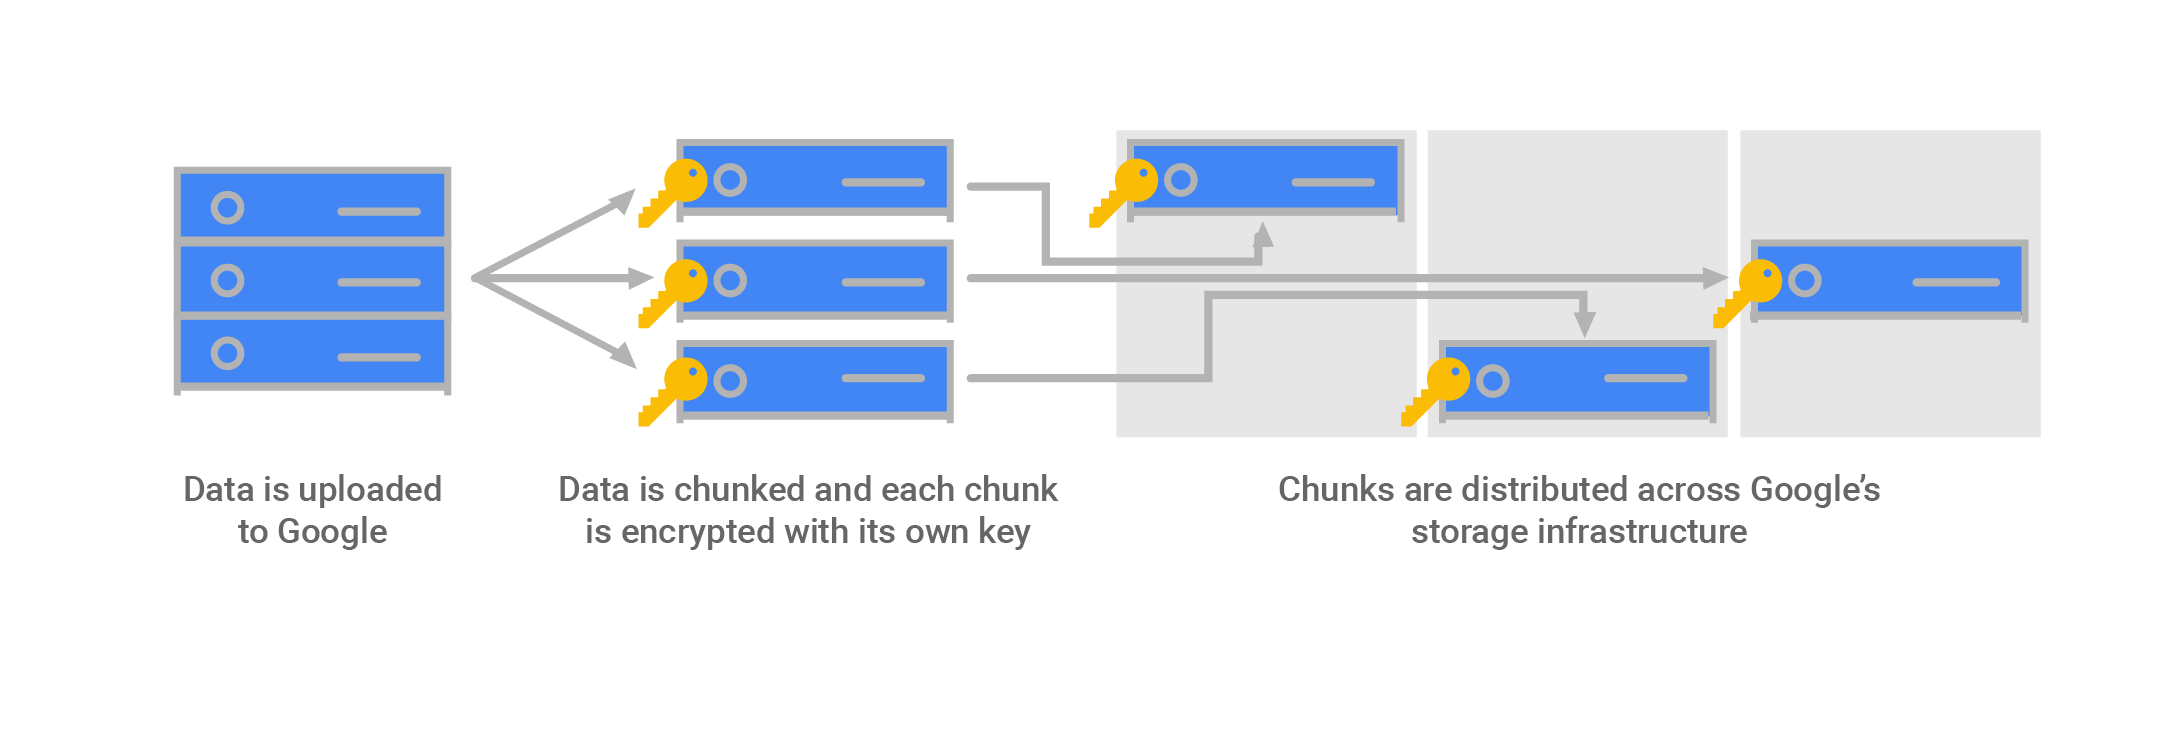 Data is uploaded
to Google
Data is chunked and each chunk
is encrypted with its own key
Chunks are distributed across Google’s
storage infrastructure